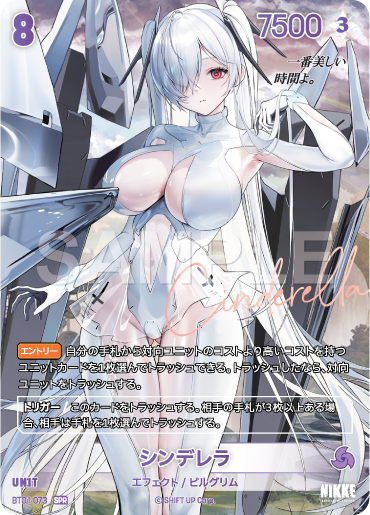 8
7500 3
一番美しい
時間よ。
SAMPLE
Cinderella
エントリー 自分の手札から対向ユニットのコストより高いコストを持つ
ユニットカードを1枚選んでトラッシュできる。トラッシュしたなら、対向
ユニットをトラッシュする。
トリガー このカードをトラッシュする。相手の手札が3枚以上ある場
合、相手は手札を1枚選んでトラッシュする。
シンデレラ
UNIT
エフェクト / ピルグリム
BT01-073 SPR
©SHIFT UP Corp.
NIKKE